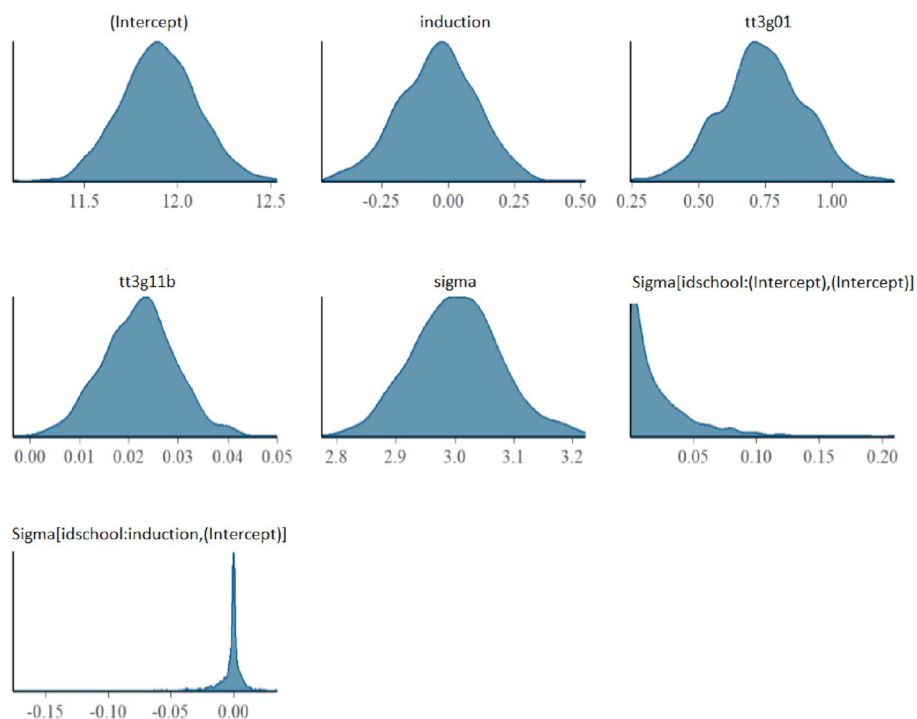 (Intercept) induction tt3g01
11.5 12.0 12.5 -0.25 0.00 0.25 0.50 0.25 0.50 0.75 1.00
tt3g11b sigma Sigma[idschool:(Intercept),(Intercept)]
0.00 0.01 0.02 0.03 0.04 0.05 2.8 2.9 3.0 3.1 3.2 0.05 0.10 0.15 0.20
Sigma[idschool:induction,(Intercept)]
-0.15 -0.10 -0.05 0.00